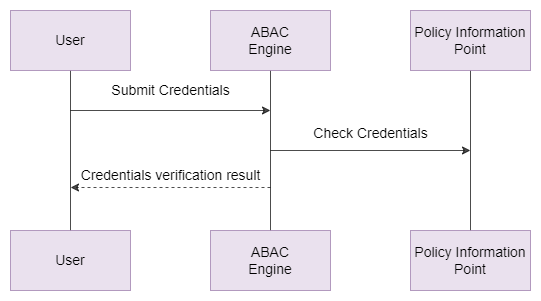 User
ABAC
Engine
Policy Information
Point
Submit Credentials
Check Credentials
Credentials verification result
User
ABAC
Engine
Policy Information
Point